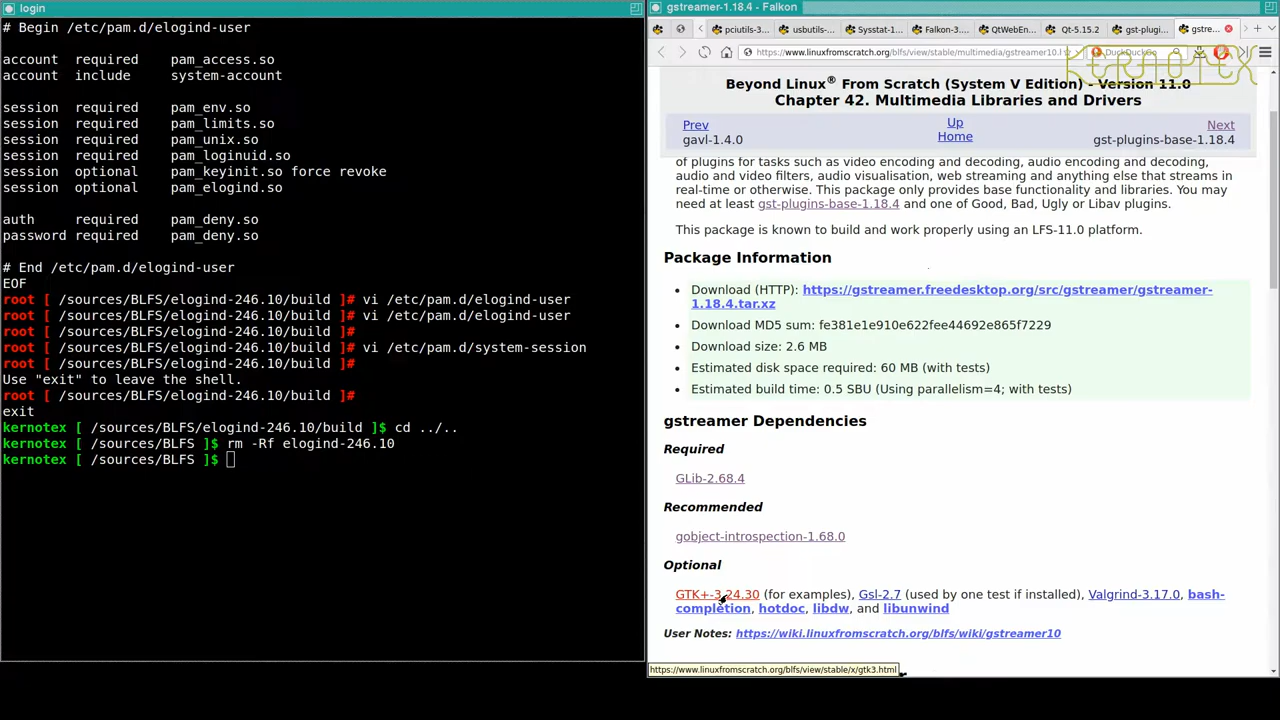 login
# Begin /etc/pam.d/elogind-user
account required pam_access.so
account include system-account
session required pam_env.so
session required pam_limits.so
session required pam_unix.so
session required pam_loginuid.so
session optional pam_keyinit.so force revoke
session optional pam_elogind.so
auth required pam_deny.so
password required pam_deny.so
# End /etc/pam.d/elogind-user
EOF
root [ /sources/BLFS/elogind-246.10/build ]# vi /etc/pam.d/elogind-user
root [ /sources/BLFS/elogind-246.10/build ]# vi /etc/pam.d/elogind-user
root [ /sources/BLFS/elogind-246.10/build ]#
root [ /sources/BLFS/elogind-246.10/build ]# vi /etc/pam.d/system-session
root [ /sources/BLFS/elogind-246.10/build ]#
Use "exit" to leave the shell.
root [ /sources/BLFS/elogind-246.10/build ]#
exit
kernotex [ /sources/BLFS/elogind-246.10/build ]$ cd ../..
kernotex [ /sources/BLFS ]$ rm -Rf elogind-246.10
kernotex [ /sources/BLFS ]$
gstreamer-1.18.4 - Falkon
pciutils-3... usbutils-... Sysstat-1... Falkon-3.... QtWebEn... Qt-5.15.2 gst-plugi... gstre...
https://www.linuxfromscratch.org/blfs/view/stable/multimedia/gstreamer10.h DuckDuckGo
KERNOTEX
Beyond Linux® From Scratch (System V Edition) - Version 11.0
Chapter 42. Multimedia Libraries and Drivers
Prev Up Next
gavl-1.4.0 Home gst-plugins-base-1.18.4
of plugins for tasks such as video encoding and decoding, audio encoding and decoding,
audio and video filters, audio visualisation, web streaming and anything else that streams in
real-time or otherwise. This package only provides base functionality and libraries. You may
need at least gst-plugins-base-1.18.4 and one of Good, Bad, Ugly or Libav plugins.
This package is known to build and work properly using an LFS-11.0 platform.
Package Information
• Download (HTTP): https://gstreamer.freedesktop.org/src/gstreamer/gstreamer-
1.18.4.tar.xz
• Download MD5 sum: fe381e1e910e622fee44692e865f7229
• Download size: 2.6 MB
• Estimated disk space required: 60 MB (with tests)
• Estimated build time: 0.5 SBU (Using parallelism=4; with tests)
gstreamer Dependencies
Required
GLib-2.68.4
Recommended
gobject-introspection-1.68.0
Optional
GTK+-3.24.30 (for examples), Gsl-2.7 (used by one test if installed), Valgrind-3.17.0, bash-
completion, hotdoc, libdw, and libunwind
User Notes: https://wiki.linuxfromscratch.org/blfs/wiki/gstreamer10
https://www.linuxfromscratch.org/blfs/view/stable/x/gtk3.html